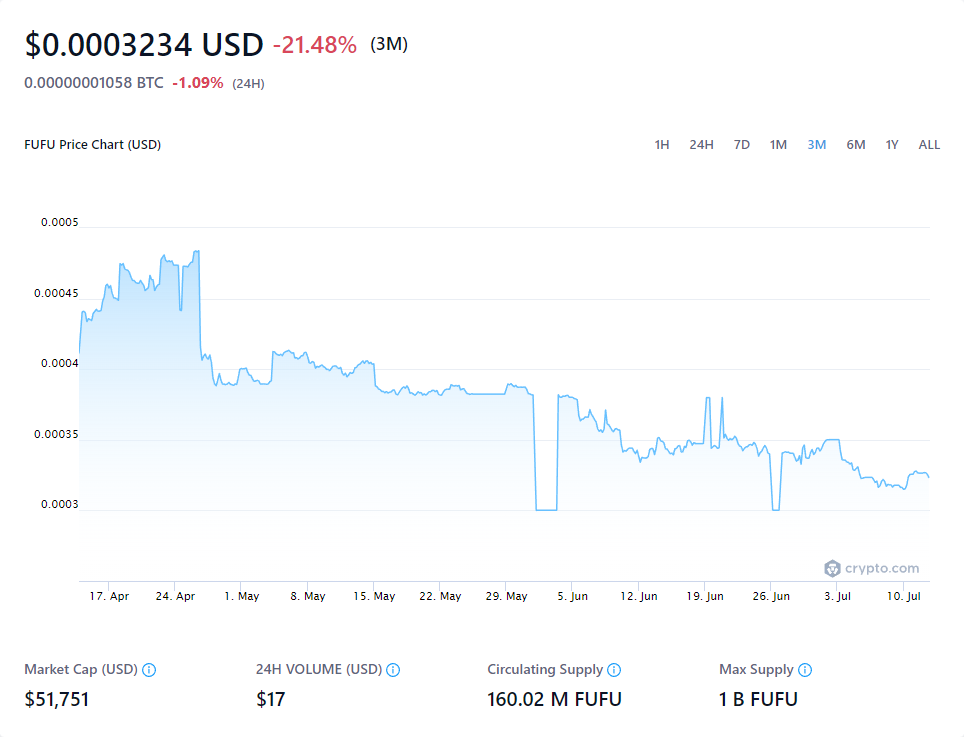 $0.0003234 USD -21.48% (3M)
0.00000001058 BTC -1.09% (24H)
FUFU Price Chart (USD) 1H 24H 7D 1M 3M 6M 1Y ALL
0.0005
0.00045
0.0004
0.00035
0.0003
crypto.com
17. Apr 24. Apr 1. May 8. May 15. May 22. May 29. May 5. Jun 12. Jun 19. Jun 26. Jun 3. Jul 10. Jul
Market Cap (USD) 24H VOLUME (USD) Circulating Supply Max Supply
$51,751 $17 160.02 M FUFU 1 B FUFU